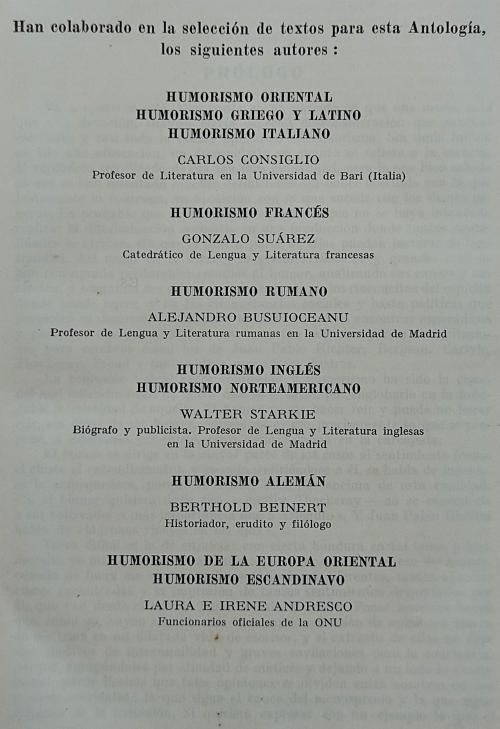 Han colaborado en la selección de textos para esta Antología,
los siguientes autores :
HUMORISMO ORIENTAL
HUMORISMO GRIEGO Y LATINO
HUMORISMO ITALIANO
CARLOS CONSIGLIO
Profesor de Literatura en la Universidad de Bari (Italia)
HUMORISMO FRANCÉS
GONZALO SUÁREZ
Catedrático de Lengua y Literatura francesas
HUMORISMO RUMANO
ALEJANDRO BUSUIOCEANU
Profesor de Lengua y Literatura rumanas en la Universidad de Madrid
HUMORISMO INGLÉS
HUMORISMO NORTEAMERICANO
WALTER STARKIE
Biógrafo y publicista. Profesor de Lengua y Literatura inglesas
en la Universidad de Madrid
HUMORISMO ALEMÁN
BERTHOLD BEINERT
Historiador, erudito y filólogo
HUMORISMO DE LA EUROPA ORIENTAL
HUMORISMO ESCANDINAVO
LAURA E IRENE ANDRESCO
Funcionarios oficiales de la ONU